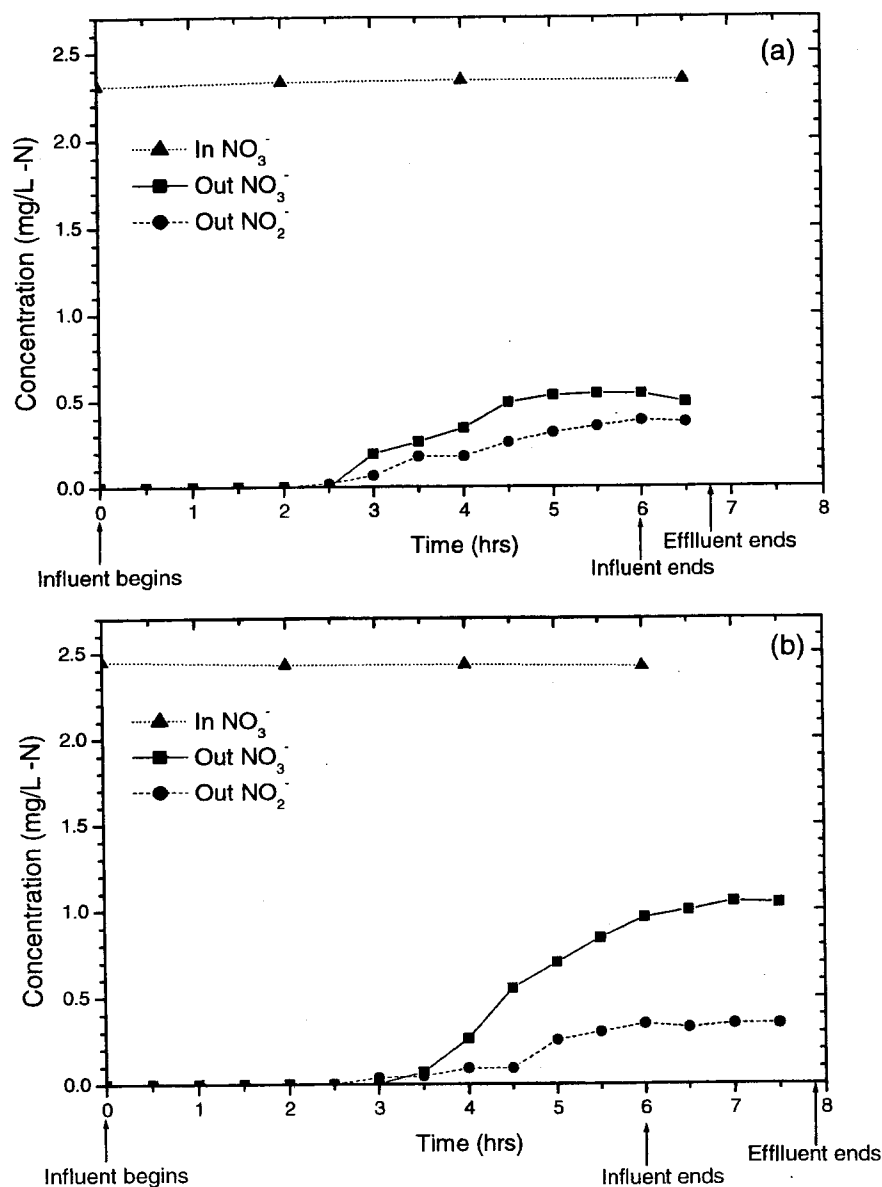 (a)
2.5
2.0
1.5
1.0
0.5
0.0
Concentration (mg/L -N)
In NO₃⁻
Out NO₃⁻
Out NO₂⁻
0 1 2 3 4 5 6 7 8
Time (hrs)
Influent begins
Influent ends
Efflluent ends
(b)
2.5
2.0
1.5
1.0
0.5
0.0
Concentration (mg/L -N)
In NO₃⁻
Out NO₃⁻
Out NO₂⁻
0 1 2 3 4 5 6 7 8
Time (hrs)
Influent begins
Influent ends
Efflluent ends